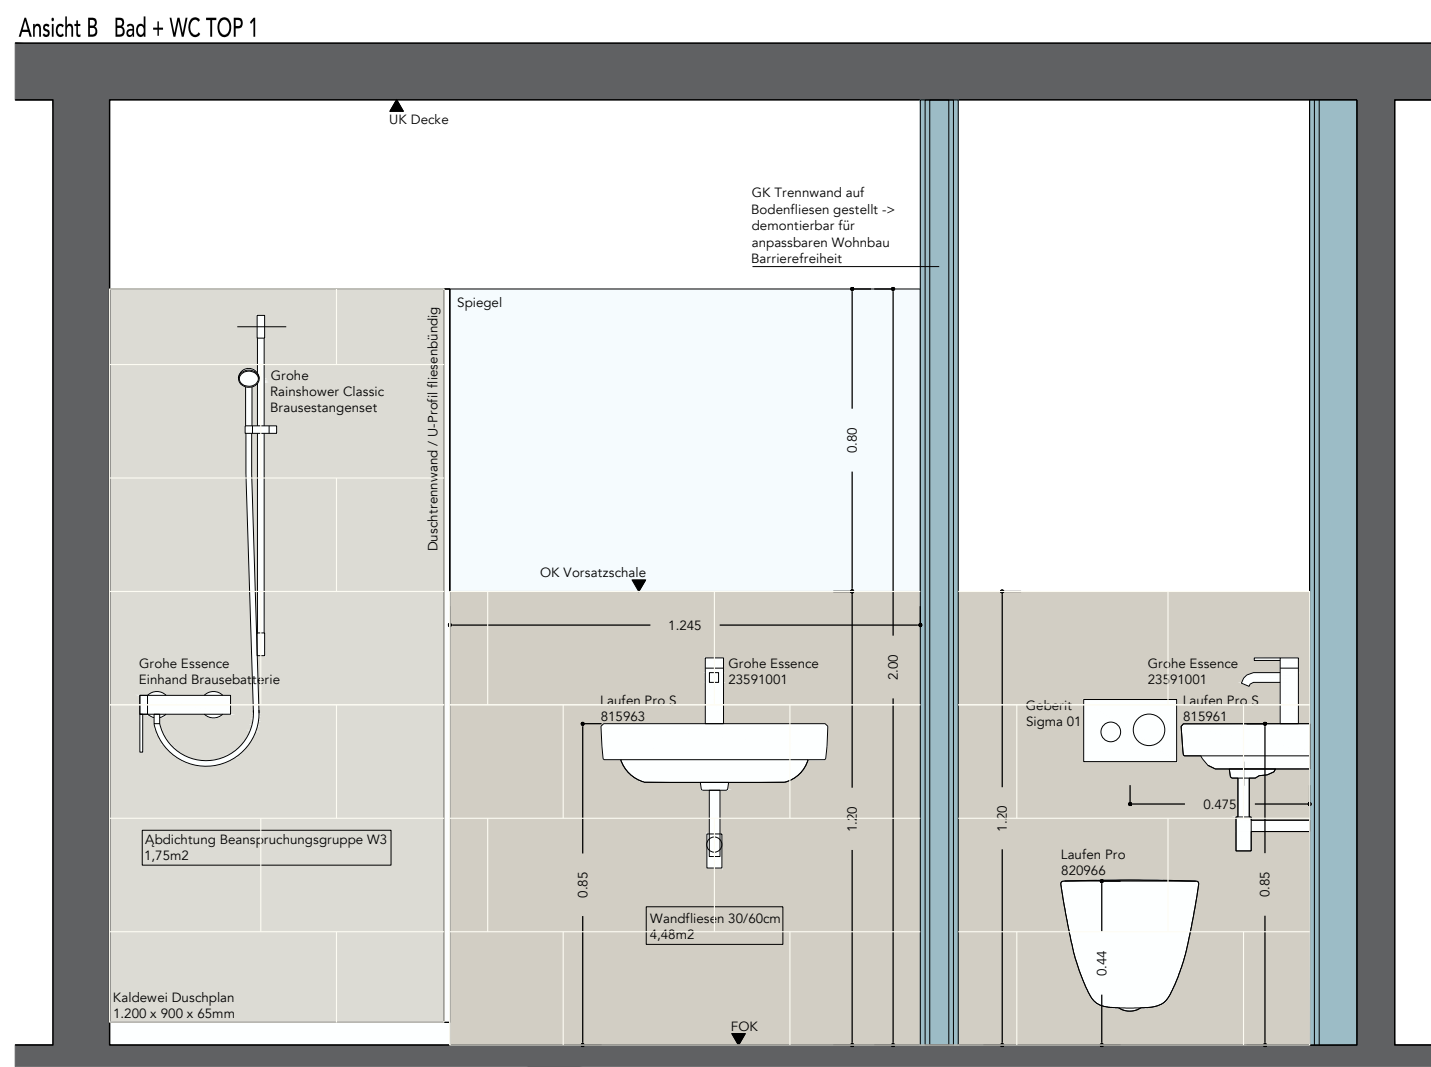 Ansicht B   Bad + WC TOP 1
UK Decke
GK Trennwand auf
Bodenfliesen gestellt ->
demontierbar für
anpassbaren Wohnbau
Barrierefreiheit
Spiegel
Duschtrennwand / U-Profil fliesenbündig
Grohe
Rainshower Classic
Brausestangenset
0.80
OK Vorsatzschale
1.245
2.00
Grohe Essence
Einhand Brausebatterie
Grohe Essence
23591001
Laufen Pro S
815963
Grohe Essence
23591001
Geberit
Sigma 01
Laufen Pro S
815961
0.475
1.20
1.20
Abdichtung Beanspruchungsgruppe W3
1,75m2
Laufen Pro
820966
0.85
0.85
Wandfliesen 30/60cm
4,48m2
0.44
Kaldewei Duschplan
1.200 x 900 x 65mm
FOK